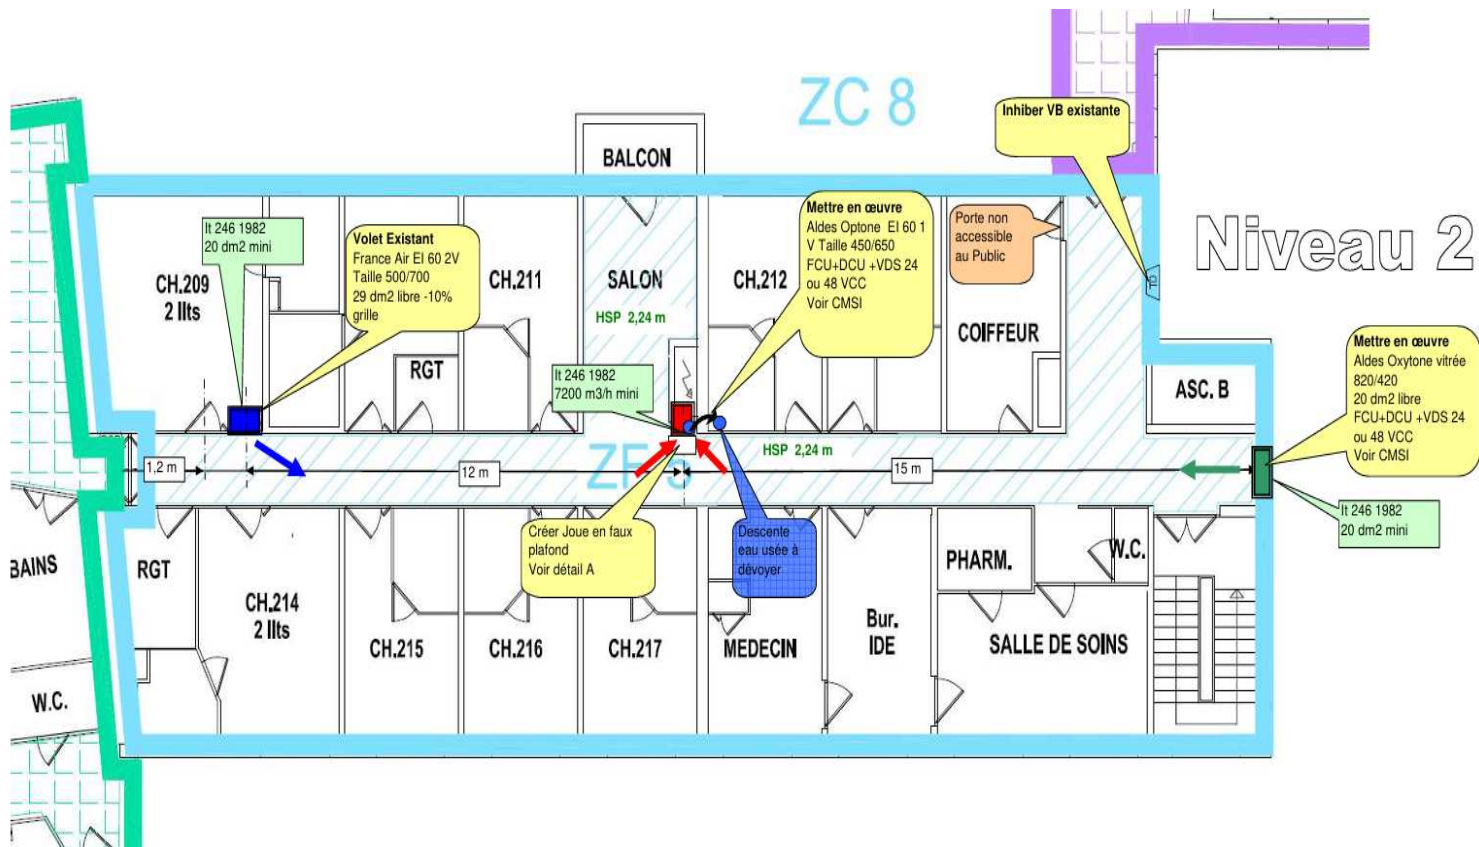 ZC 8
Inhiber VB existante
BALCON
It 246 1982
20 dm2 mini
Volet Existant
France Air EI 60 2V
Taille 500/700
29 dm2 libre -10%
grille
Mettre en œuvre
Aldes Optone EI 60 1
V Taille 450/650
FCU+DCU +VDS 24
ou 48 VCC
Voir CMSI
Porte non
accessible
au Public
Niveau 2
CH.209
2 lits
CH.211
SALON
HSP 2,24 m
CH.212
COIFFEUR
RGT
It 246 1982
7200 m3/h mini
ASC. B
Mettre en œuvre
Aldes Oxytone vitrée
820/420
20 dm2 libre
FCU+DCU +VDS 24
ou 48 VCC
Voir CMSI
HSP 2,24 m
1,2 m
12 m
ZF 5
15 m
It 246 1982
20 dm2 mini
Créer Joue en faux
plafond
Voir détail A
Descente
eau usée à
dévoyer
BAINS
RGT
PHARM.
W.C.
CH.214
2 lits
CH.215
CH.216
CH.217
MEDECIN
Bur.
IDE
SALLE DE SOINS
W.C.